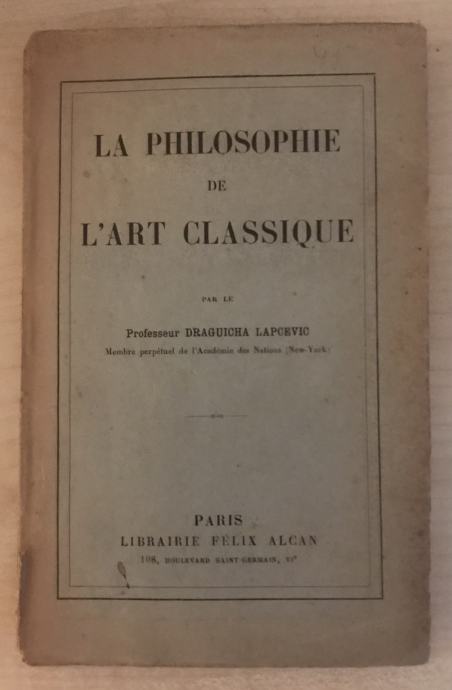 LA PHILOSOPHIE
DE
L'ART CLASSIQUE
PAR LE
Professeur DRAGUICHA LAPCEVIC
Membre perpétuel de l'Académie des Nations (New-York)
PARIS
LIBRAIRIE FÉLIX ALCAN
108, BOULEVARD SAINT-GERMAIN, VIᵉ